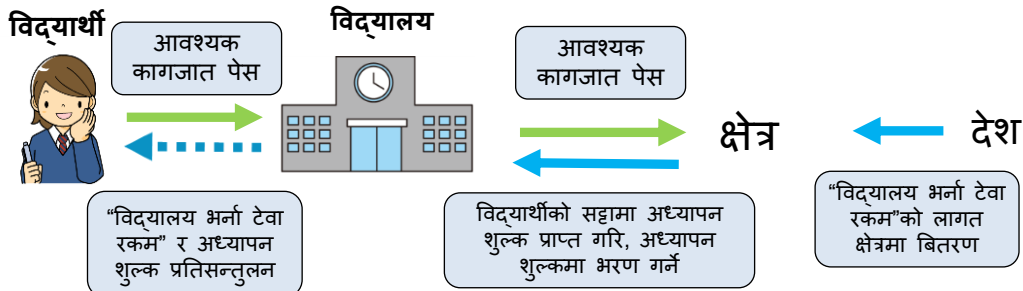 विद्यार्थी
आवश्यक
कागजात पेस
विद्यालय
आवश्यक
कागजात पेस
क्षेत्र
देश
“विद्यालय भर्ना टेवा
रकम” र अध्यापन
शुल्क प्रतिसन्तुलन
विद्यार्थीको सट्टामा अध्यापन
शुल्क प्राप्त गरि, अध्यापन
शुल्कमा भरण गर्ने
“विद्यालय भर्ना टेवा
रकम”को लागत
क्षेत्रमा बितरण